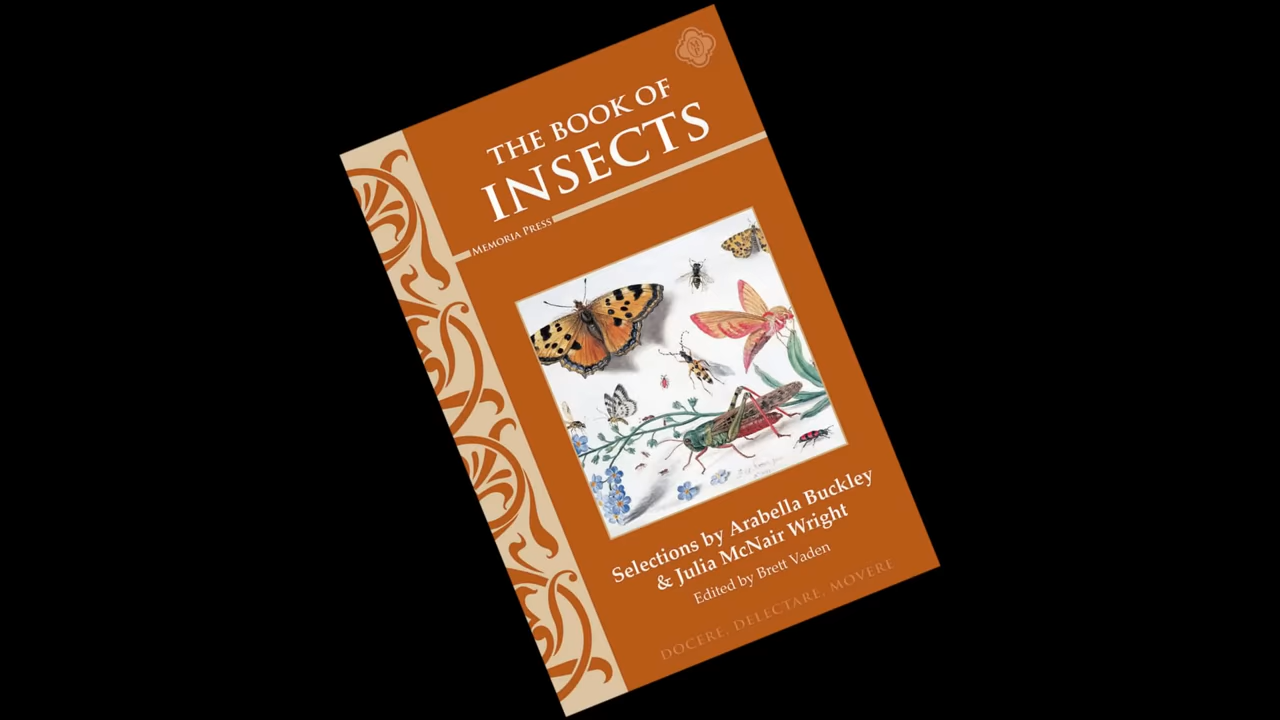 THE BOOK OF
INSECTS
MEMORIA PRESS
Selections by Arabella Buckley
& Julia McNair Wright
Edited by Brett Vaden
DOCERE, DELECTARE, MOVERE